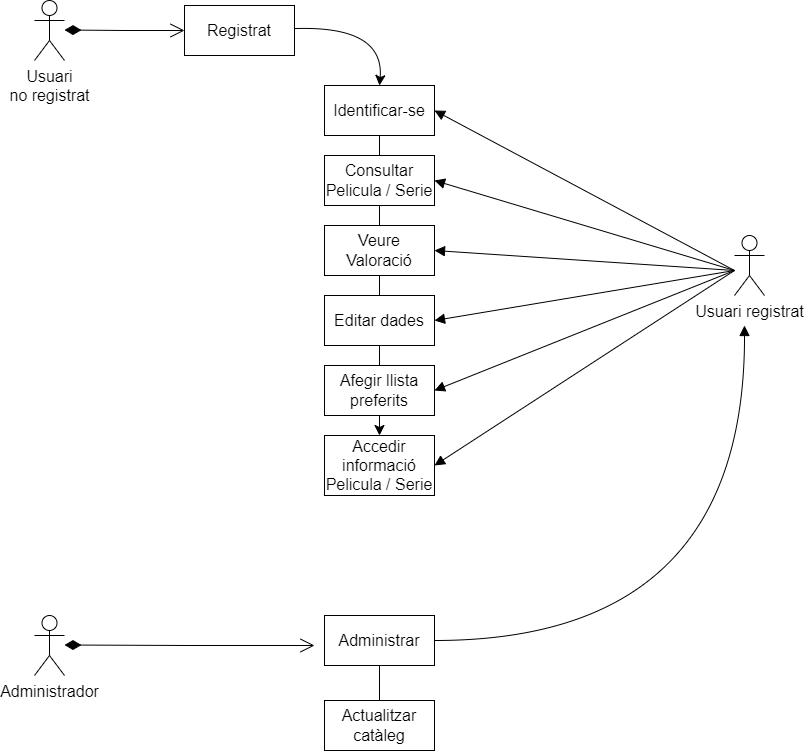 Registrat
Usuari
no registrat
Identificar-se
Consultar
Pelicula / Serie
Veure
Valoració
Editar dades
Usuari registrat
Afegir llista
preferits
Accedir
informació
Pelicula / Serie
Administrar
Administrador
Actualitzar
catàleg